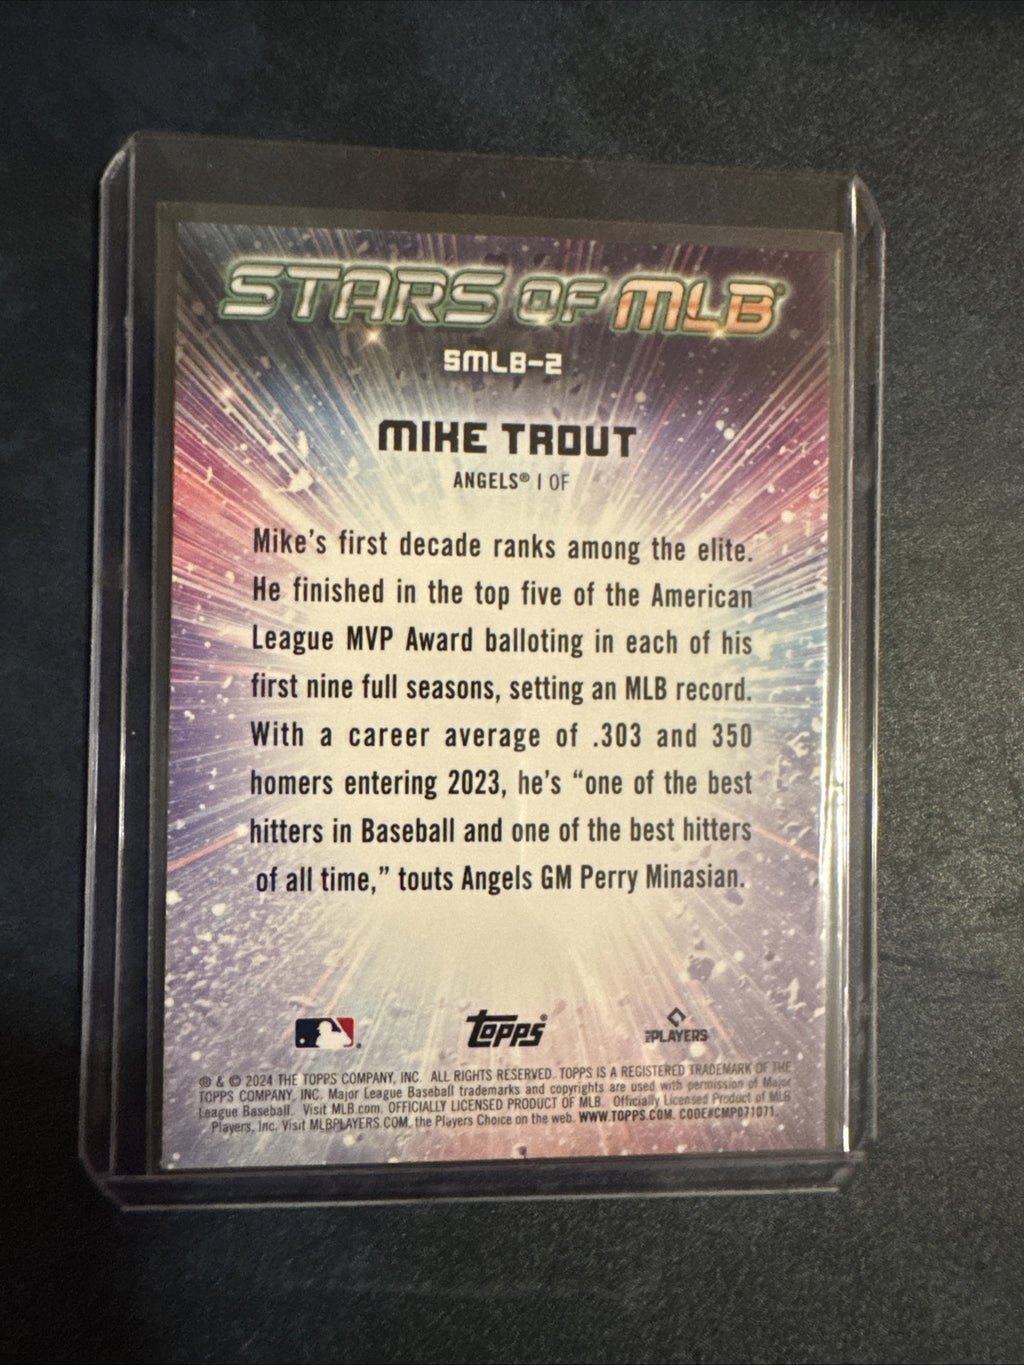 STARS OF MLB®
SMLB-2
MIKE TROUT
ANGELS® | OF
Mike's first decade ranks among the elite.
He finished in the top five of the American
League MVP Award balloting in each of his
first nine full seasons, setting an MLB record.
With a career average of .303 and 350
homers entering 2023, he's “one of the best
hitters in Baseball and one of the best hitters
of all time,” touts Angels GM Perry Minasian.
topps®
MLB PLAYERS
® & © 2024 THE TOPPS COMPANY, INC. ALL RIGHTS RESERVED. TOPPS IS A REGISTERED TRADEMARK OF THE
TOPPS COMPANY, INC. Major League Baseball trademarks and copyrights are used with permission of Major
League Baseball. Visit MLB.com. OFFICIALLY LICENSED PRODUCT OF MLB. Officially Licensed Product of MLB
Players, Inc. Visit MLBPLAYERS.COM, the Players Choice on the web. WWW.TOPPS.COM. CODE#CMP071071.